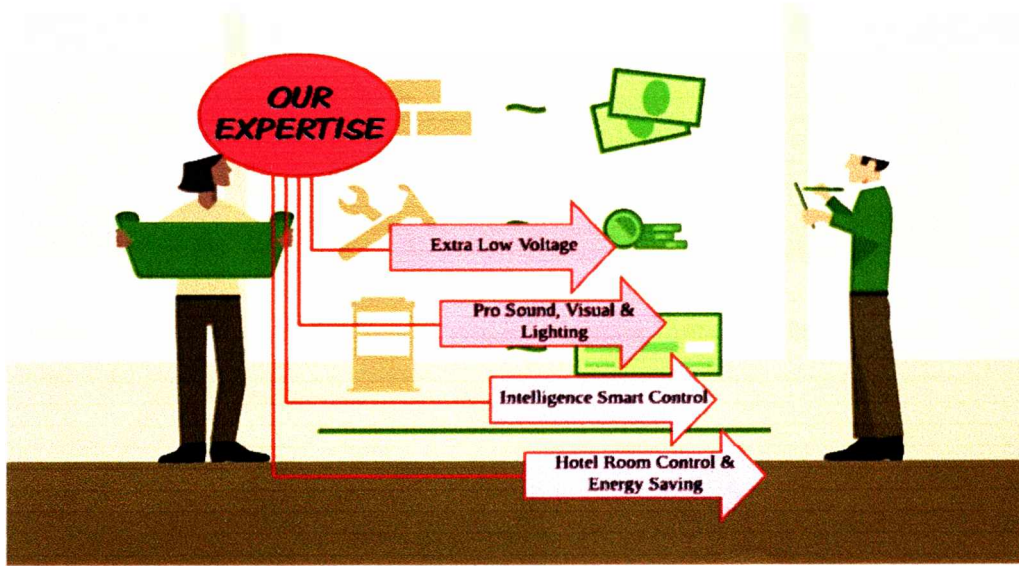 OUR
EXPERTISE
Extra Low Voltage
Pro Sound, Visual &
Lighting
Intelligence Smart Control
Hotel Room Control &
Energy Saving